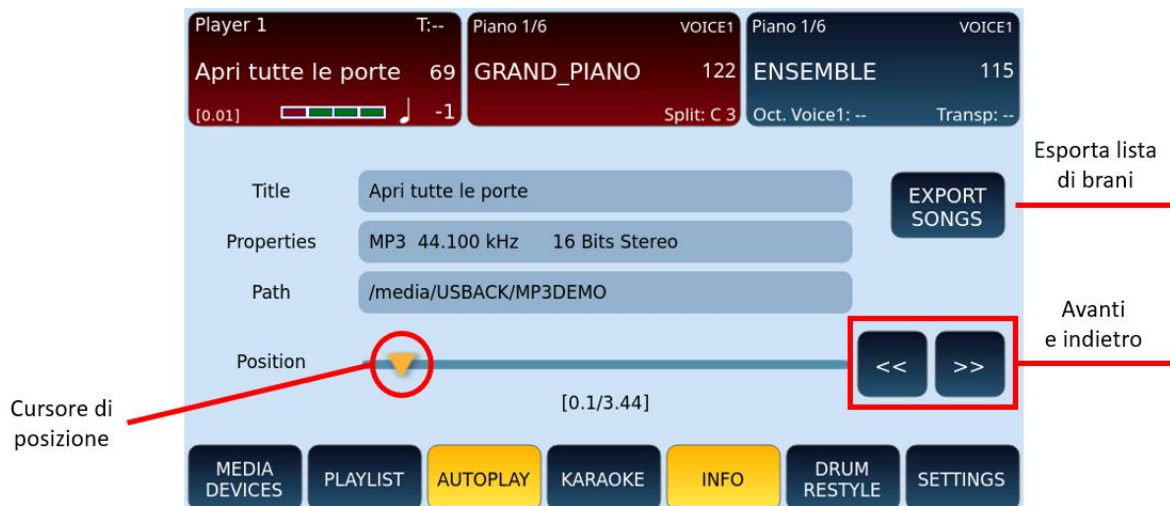 Player 1 T:-- Piano 1/6 VOICE1 Piano 1/6 VOICE1
Apri tutte le porte 69 GRAND_PIANO 122 ENSEMBLE 115
[0.01] -1 Split: C 3 Oct. Voice1: -- Transp: --
Esporta lista
di brani
Title Apri tutte le porte
EXPORT
SONGS
Properties MP3 44.100 kHz 16 Bits Stereo
Path /media/USBACK/MP3DEMO
Avanti
e indietro
Position << >>
[0.1/3.44]
Cursore di
posizione
MEDIA
DEVICES PLAYLIST AUTOPLAY KARAOKE INFO DRUM
RESTYLE SETTINGS